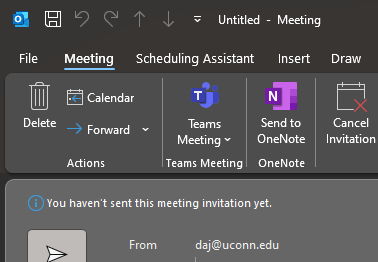 Untitled - Meeting
File Meeting Scheduling Assistant Insert Draw
Delete
Calendar
Forward
Actions
Teams
Meeting
Teams Meeting
Send to
OneNote
OneNote
Cancel
Invitation
You haven't sent this meeting invitation yet.
From daj@uconn.edu